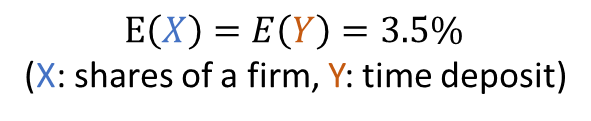 E(X) = E(Y) = 3.5%
(X: shares of a firm, Y: time deposit)